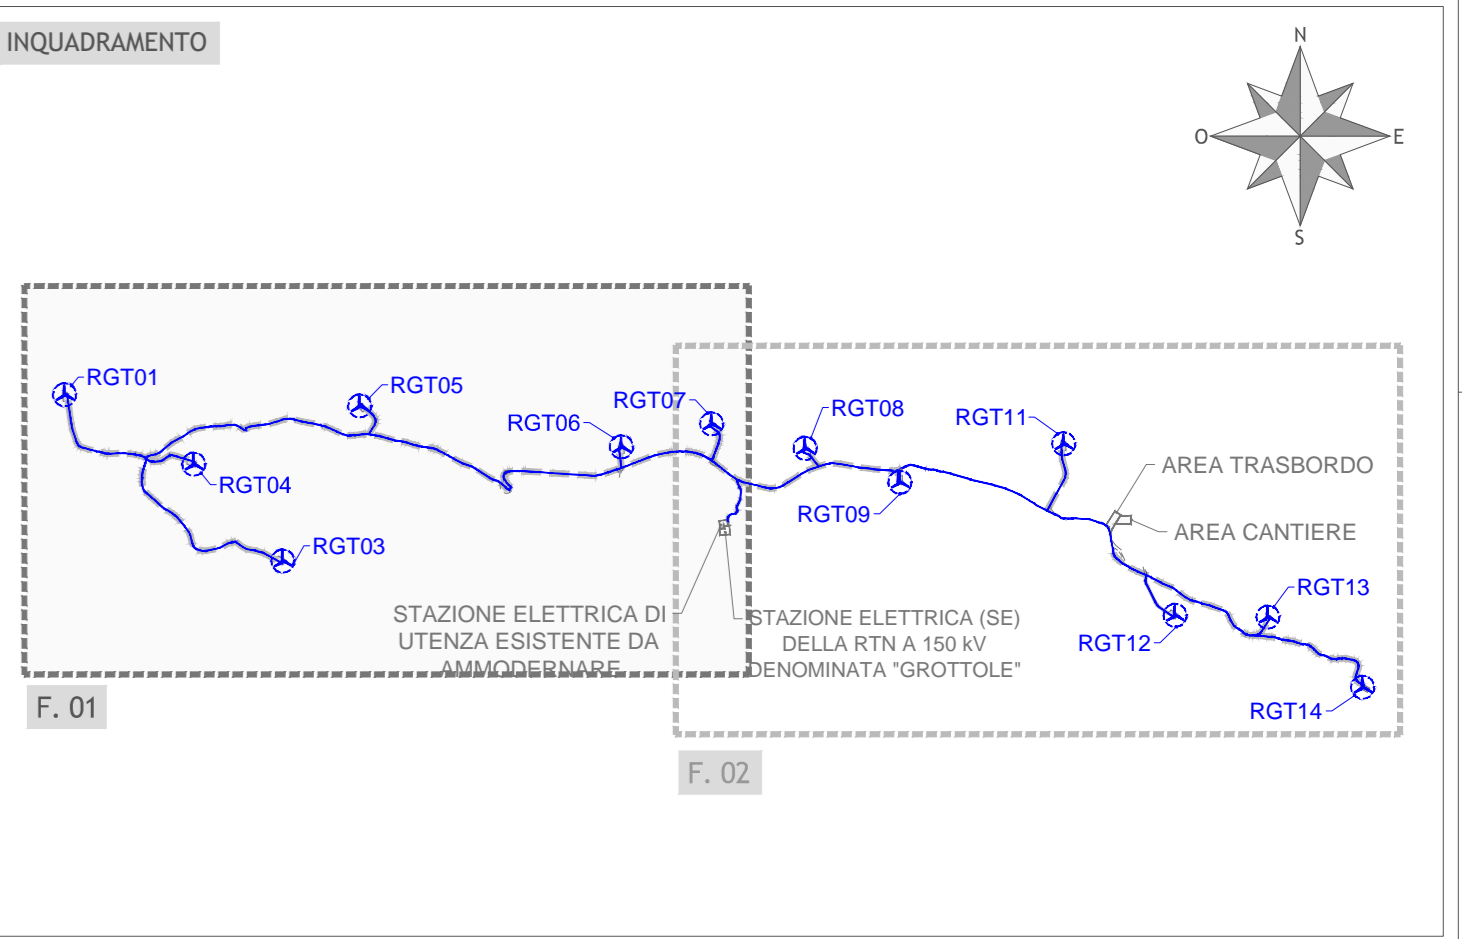 INQUADRAMENTO
N
O
E
S
RGT01
RGT05
RGT07
RGT06
RGT08
RGT11
RGT04
RGT09
AREA TRASBORDO
AREA CANTIERE
RGT03
RGT13
STAZIONE ELETTRICA DI
UTENZA ESISTENTE DA
AMMODERNARE
STAZIONE ELETTRICA (SE)
DELLA RTN A 150 kV
DENOMINATA "GROTTOLE"
RGT12
RGT14
F. 01
F. 02